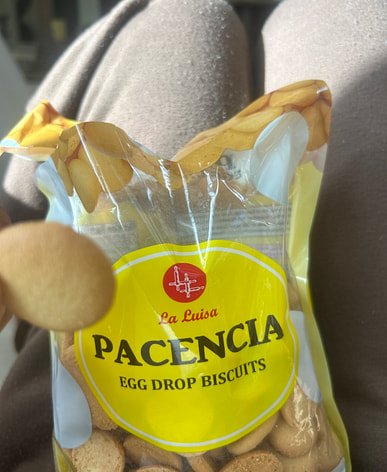 La Luisa
PACENCIA
EGG DROP BISCUITS